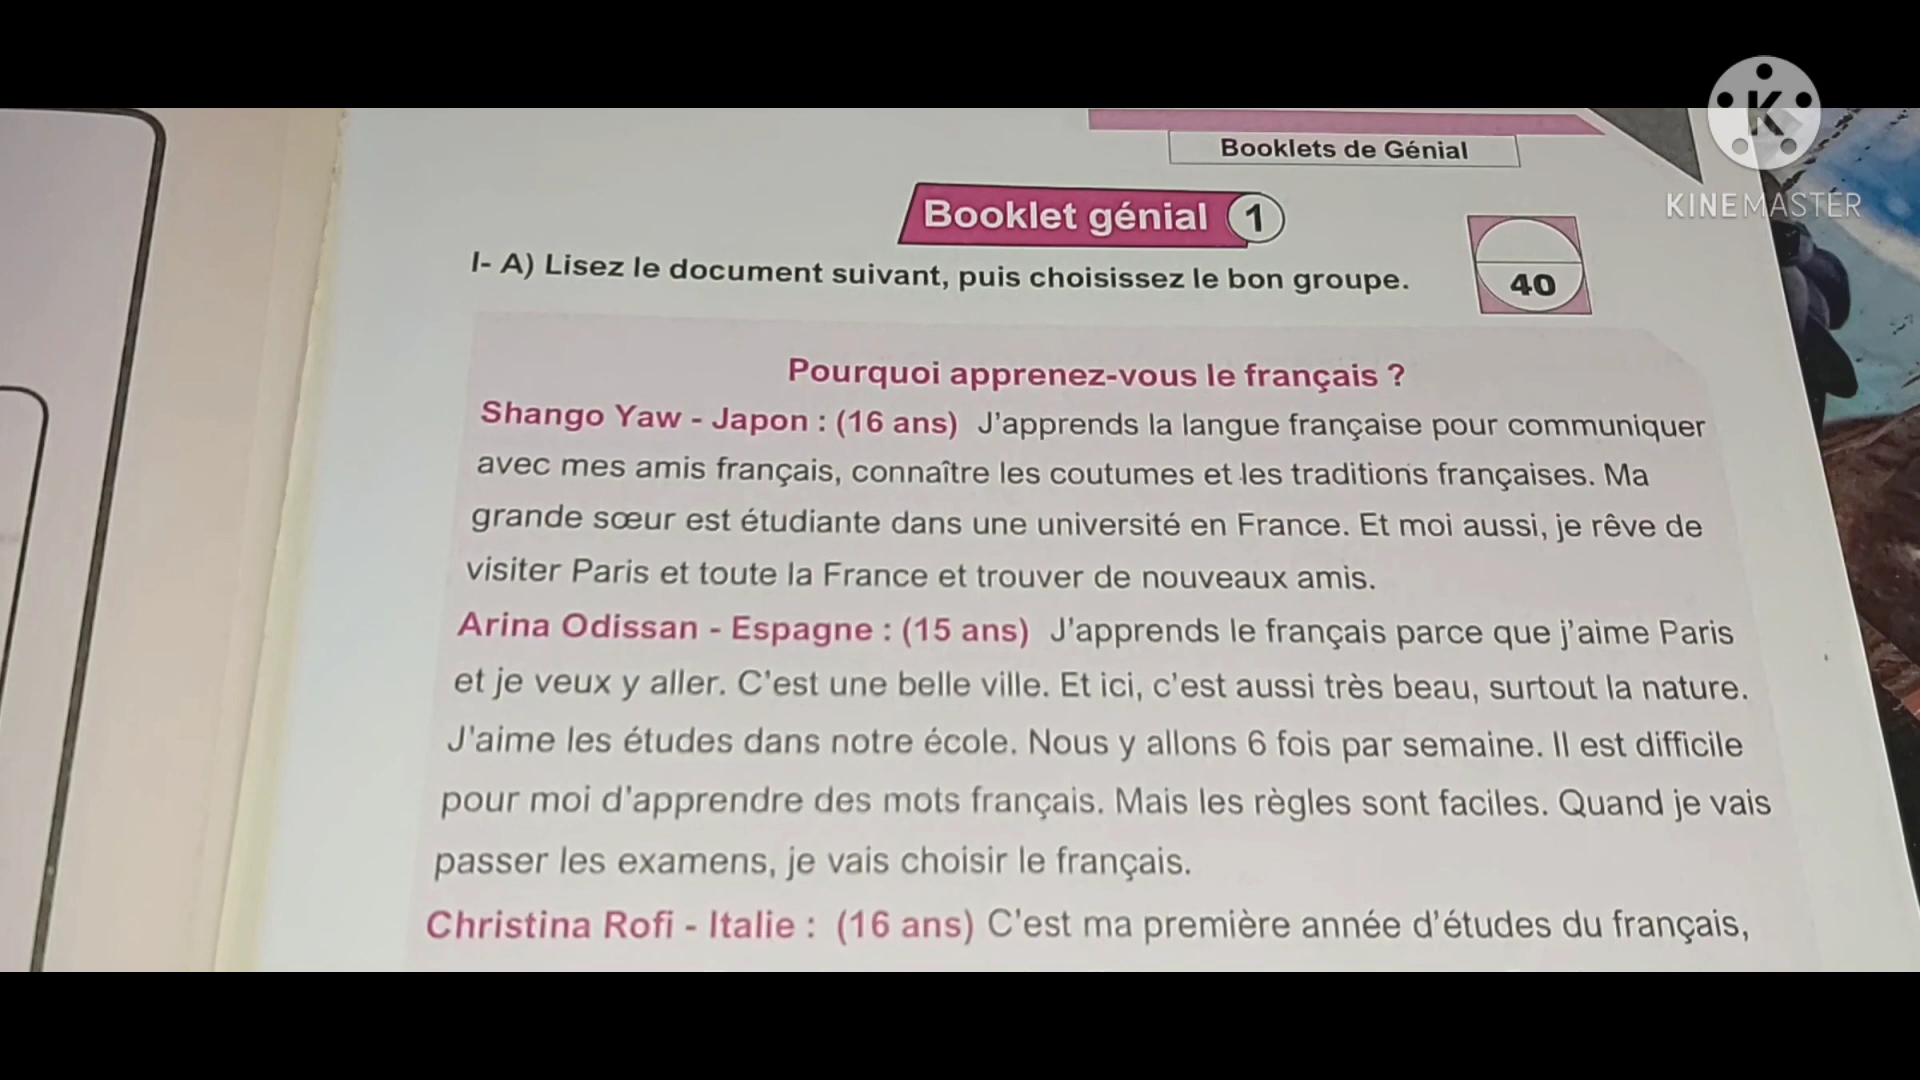 KINEMASTER
Booklets de Génial
Booklet génial 1
I- A) Lisez le document suivant, puis choisissez le bon groupe.
40
Pourquoi apprenez-vous le français ?
Shango Yaw - Japon : (16 ans) J'apprends la langue française pour communiquer
avec mes amis français, connaître les coutumes et les traditions françaises. Ma
grande sœur est étudiante dans une université en France. Et moi aussi, je rêve de
visiter Paris et toute la France et trouver de nouveaux amis.
Arina Odissan - Espagne : (15 ans) J'apprends le français parce que j'aime Paris
et je veux y aller. C'est une belle ville. Et ici, c'est aussi très beau, surtout la nature.
J'aime les études dans notre école. Nous y allons 6 fois par semaine. Il est difficile
pour moi d'apprendre des mots français. Mais les règles sont faciles. Quand je vais
passer les examens, je vais choisir le français.
Christina Rofi - Italie : (16 ans) C'est ma première année d'études du français,